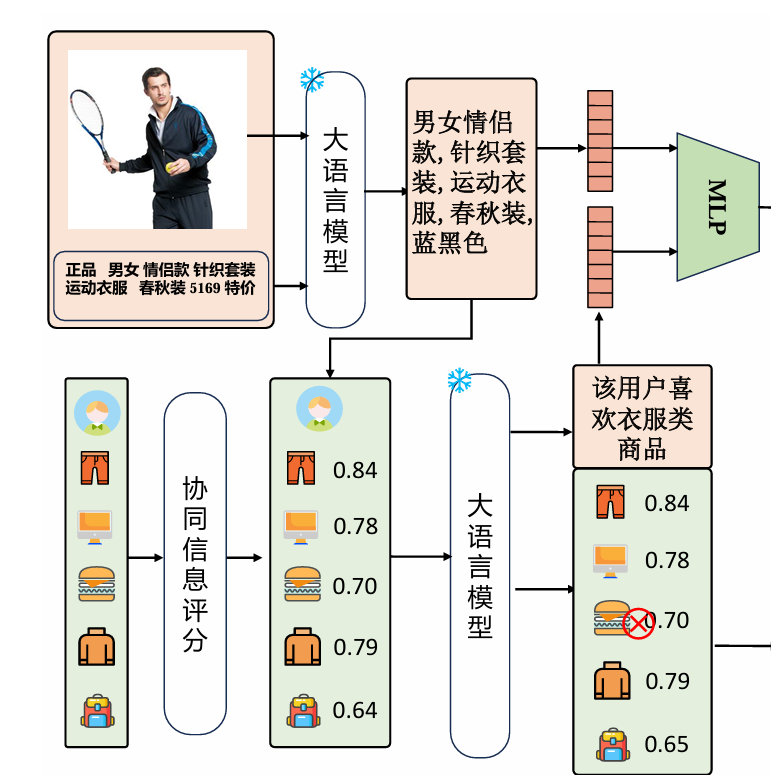 正品 男女 情侣款 针织套装
运动衣服 春秋装 5169 特价
大语言模型
男女情侣
款, 针织套
装, 运动衣
服, 春秋装,
蓝黑色
MLP
协同信息评分
0.84
0.78
0.70
0.79
0.64
大语言模型
该用户喜
欢衣服类
商品
0.84
0.78
0.70
0.79
0.65